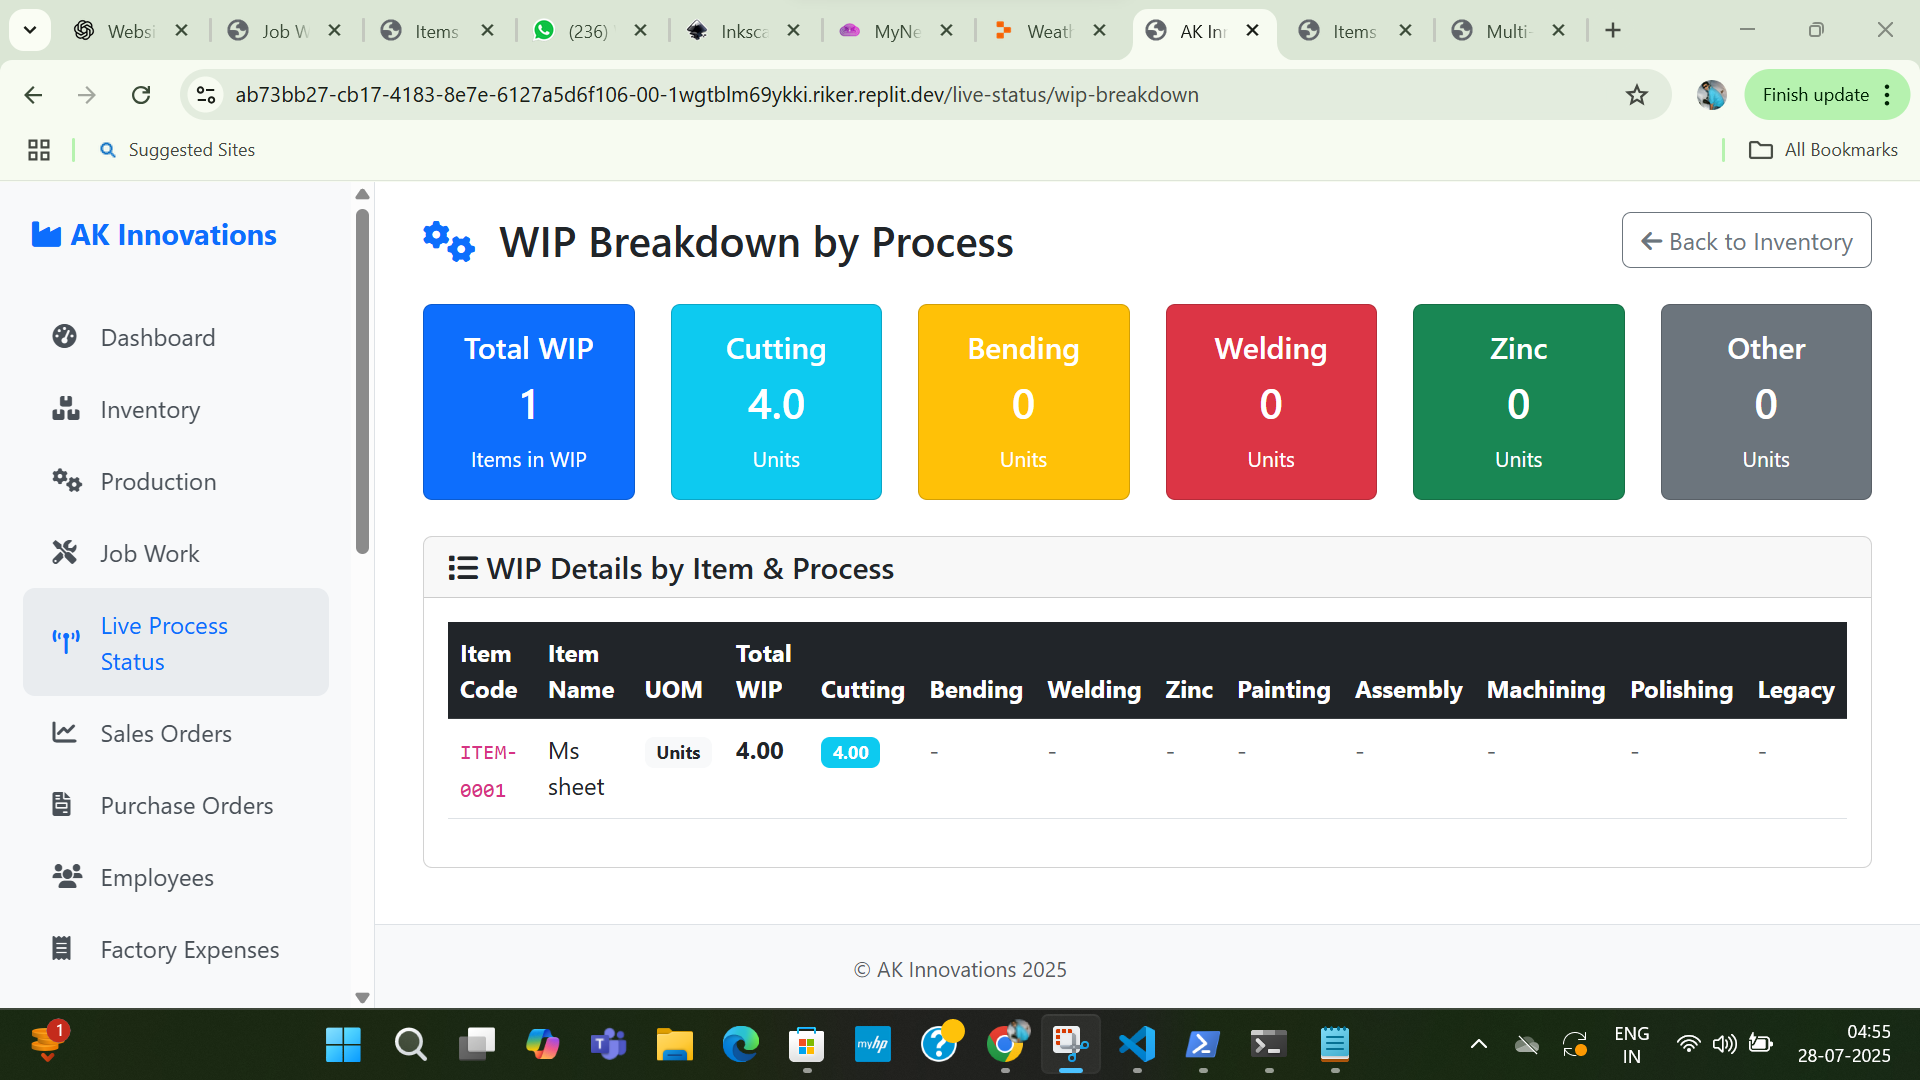 Websi
Job W
Items
(236)
Inksca
MyNe
Weath
AK Inn
Items
Multi-
ab73bb27-cb17-4183-8e7e-6127a5d6f106-00-1wgtblm69ykki.riker.replit.dev/live-status/wip-breakdown
Finish update
Suggested Sites
All Bookmarks
AK Innovations
Dashboard
Inventory
Production
Job Work
Live Process
Status
Sales Orders
Purchase Orders
Employees
Factory Expenses
WIP Breakdown by Process
Back to Inventory
Total WIP
1
Items in WIP
Cutting
4.0
Units
Bending
0
Units
Welding
0
Units
Zinc
0
Units
Other
0
Units
WIP Details by Item & Process
Item Code Item Name UOM Total WIP Cutting Bending Welding Zinc Painting Assembly Machining Polishing Legacy
ITEM-0001 Ms sheet Units 4.00 4.00 - - - - - - - -
© AK Innovations 2025
1
myhp
ENG
IN
04:55
28-07-2025